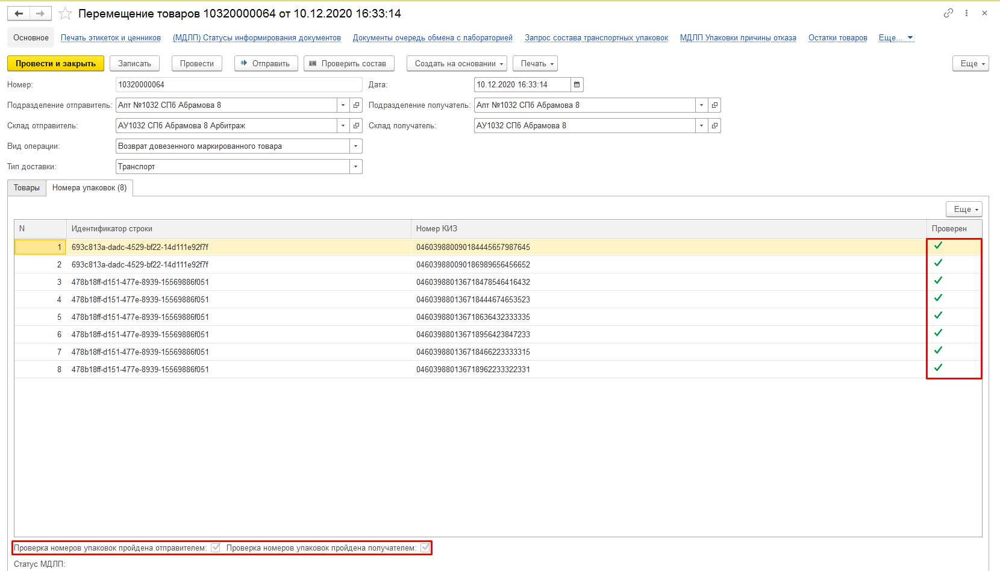 Перемещение товаров 10320000064 от 10.12.2020 16:33:14
Основное Печать этикеток и ценников (МДЛП) Статусы информирования документов Документы очередь обмена с лабораторией Запрос состава транспортных упаковок МДЛП Упаковки причины отказа Остатки товаров Еще...
Провести и закрыть Записать Провести Отправить Проверить состав Создать на основании Печать Еще
Номер: 10320000064 Дата: 10.12.2020 16:33:14
Подразделение отправитель: Апт №1032 СПб Абрамова 8 Подразделение получатель: Апт №1032 СПб Абрамова 8
Склад отправитель: АУ1032 СПб Абрамова 8 Арбитраж Склад получатель: АУ1032 СПб Абрамова 8
Вид операции: Возврат довезенного маркированного товара
Тип доставки: Транспорт
Товары Номера упаковок (8)
Еще
N Идентификатор строки Номер КИЗ Проверен
1 693c813a-dadc-4529-bf22-14d111e92f7f 046039880090184445657987645
2 693c813a-dadc-4529-bf22-14d111e92f7f 046039880090186989656456652
3 478b18ff-d151-477e-8939-15569886f051 046039880136718478546416432
4 478b18ff-d151-477e-8939-15569886f051 046039880136718444674653523
5 478b18ff-d151-477e-8939-15569886f051 046039880136718636432333335
6 478b18ff-d151-477e-8939-15569886f051 046039880136718956423847233
7 478b18ff-d151-477e-8939-15569886f051 046039880136718466223333315
8 478b18ff-d151-477e-8939-15569886f051 046039880136718962233322331
Проверка номеров упаковок пройдена отправителем: Проверка номеров упаковок пройдена получателем:
Статус МДЛП: